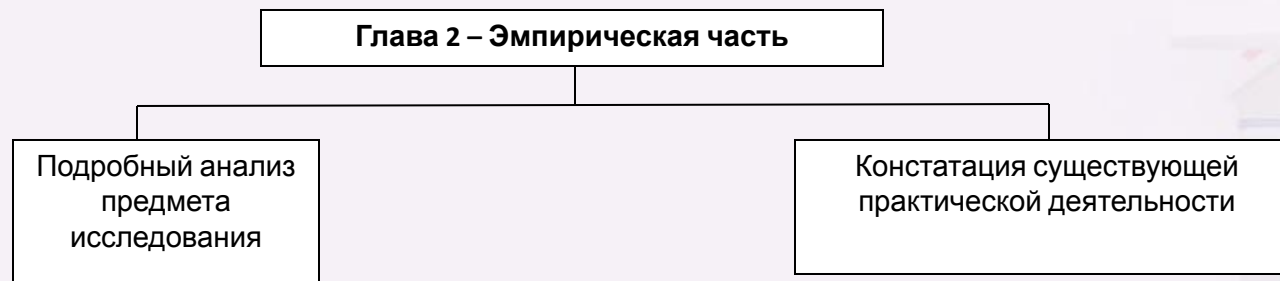 Глава 2 – Эмпирическая часть
Подробный анализ
предмета
исследования
Констатация существующей
практической деятельности